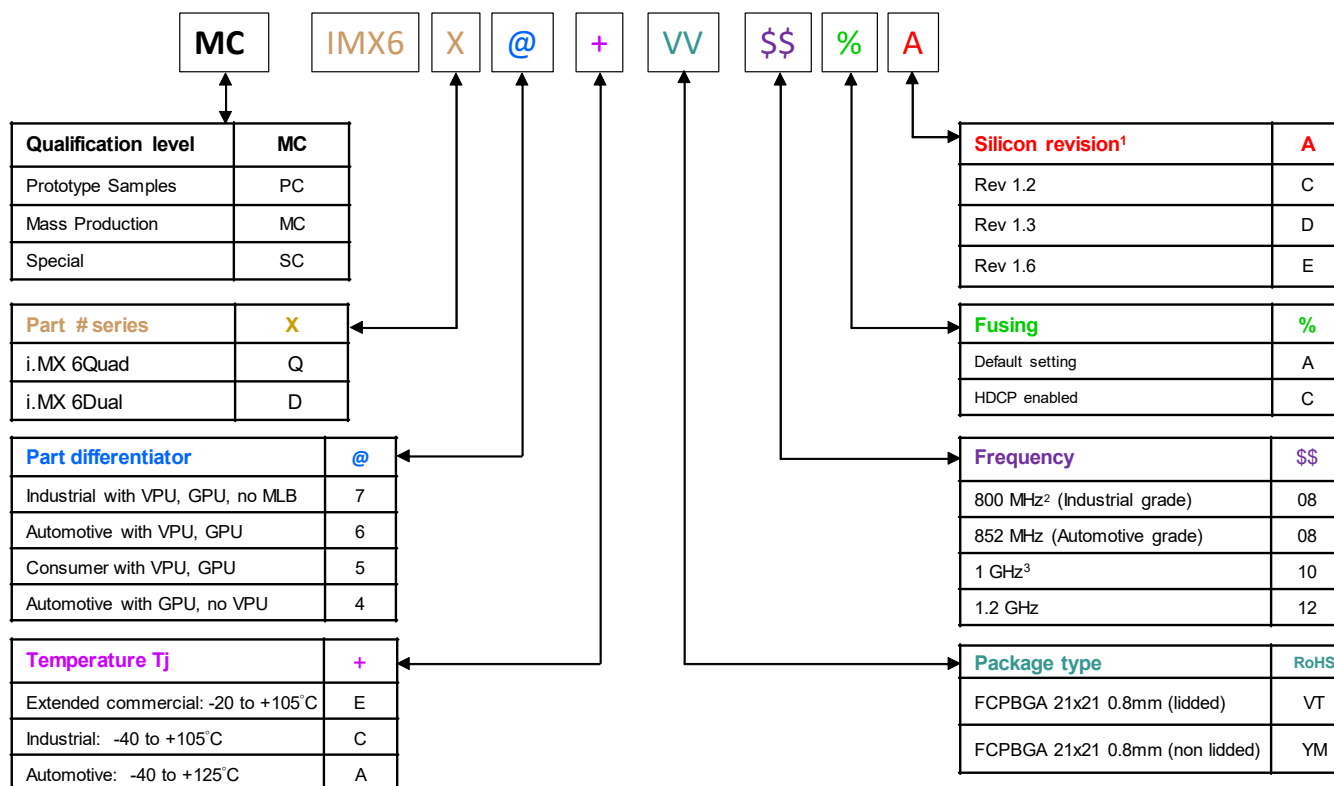 MC IMX6 X @ + VV $$ % A
Qualification level MC
Prototype Samples PC
Mass Production MC
Special SC
Part # series X
i.MX 6Quad Q
i.MX 6Dual D
Part differentiator @
Industrial with VPU, GPU, no MLB 7
Automotive with VPU, GPU 6
Consumer with VPU, GPU 5
Automotive with GPU, no VPU 4
Temperature Tj +
Extended commercial: -20 to +105°C E
Industrial: -40 to +105°C C
Automotive: -40 to +125°C A
Silicon revision¹ A
Rev 1.2 C
Rev 1.3 D
Rev 1.6 E
Fusing %
Default setting A
HDCP enabled C
Frequency $$
800 MHz² (Industrial grade) 08
852 MHz (Automotive grade) 08
1 GHz³ 10
1.2 GHz 12
Package type RoHS
FCPBGA 21x21 0.8mm (lidded) VT
FCPBGA 21x21 0.8mm (non lidded) YM